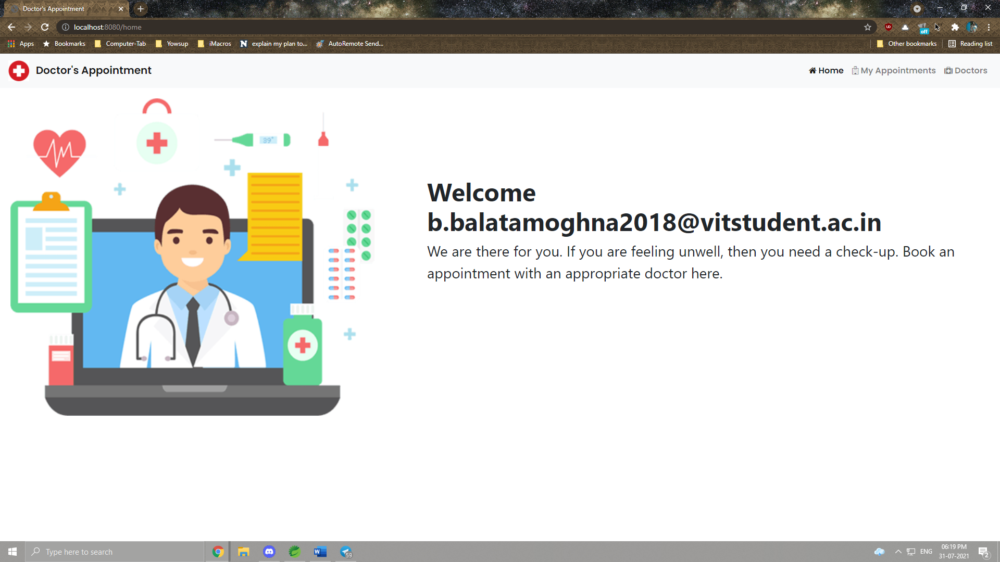 Doctor's Appointment
localhost:8080/home
Apps Bookmarks Computer-Tab Yowsup iMacros explain my plan to... AutoRemote Send... Other bookmarks Reading list
off
Doctor's Appointment Home My Appointments Doctors
39°
Welcome
b.balatamoghna2018@vitstudent.ac.in
We are there for you. If you are feeling unwell, then you need a check-up. Book an
appointment with an appropriate doctor here.
Type here to search
59
ENG
06:19 PM
31-07-2021
2